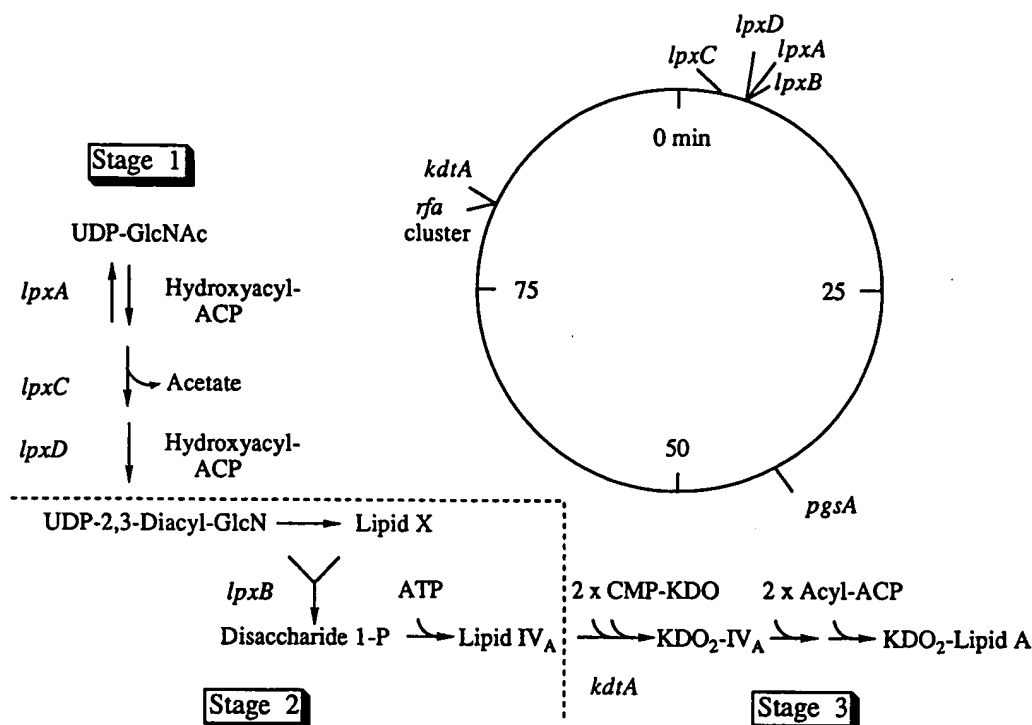 lpxD
lpxC
lpxA
lpxB
0 min
kdtA
rfa
cluster
75
25
50
pgsA
Stage 1
UDP-GlcNAc
lpxA
Hydroxyacyl-
ACP
lpxC
Acetate
lpxD
Hydroxyacyl-
ACP
UDP-2,3-Diacyl-GlcN
Lipid X
lpxB
ATP
2 x CMP-KDO
2 x Acyl-ACP
Disaccharide 1-P
Lipid IVA
KDO2-IVA
KDO2-Lipid A
kdtA
Stage 2
Stage 3